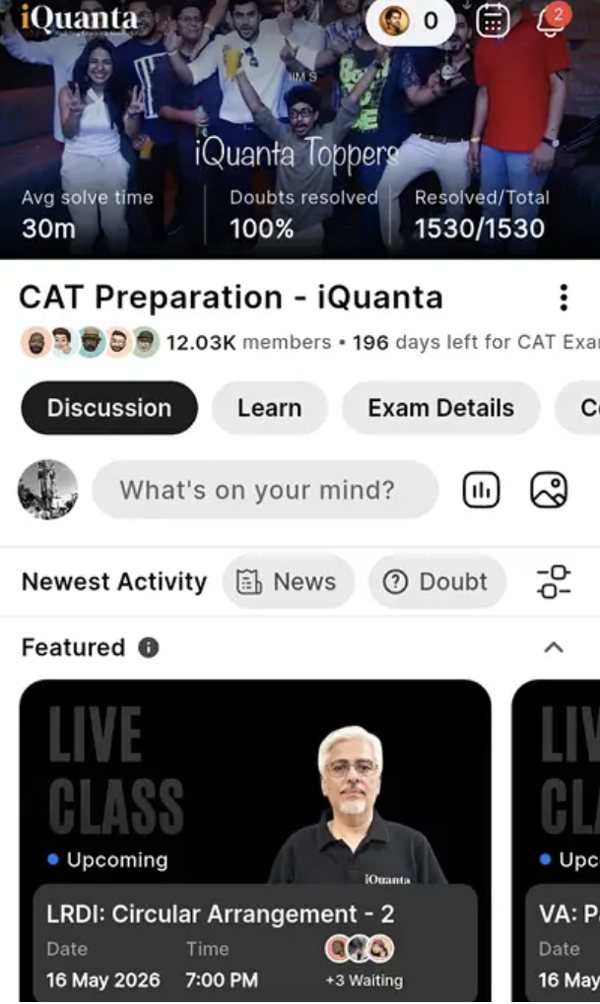 iQuanta
0
2
iQuanta Toppers
Avg solve time
Doubts resolved
Resolved/Total
30m
100%
1530/1530
CAT Preparation - iQuanta
12.03K members • 196 days left for CAT Exa
Discussion
Learn
Exam Details
What's on your mind?
Newest Activity
News
Doubt
Featured
LIVE
CLASS
Upcoming
iQuanta
LRDI: Circular Arrangement - 2
Date
Time
16 May 2026
7:00 PM
+3 Waiting
LIV
CL
Upc
VA: P
Date
16 May